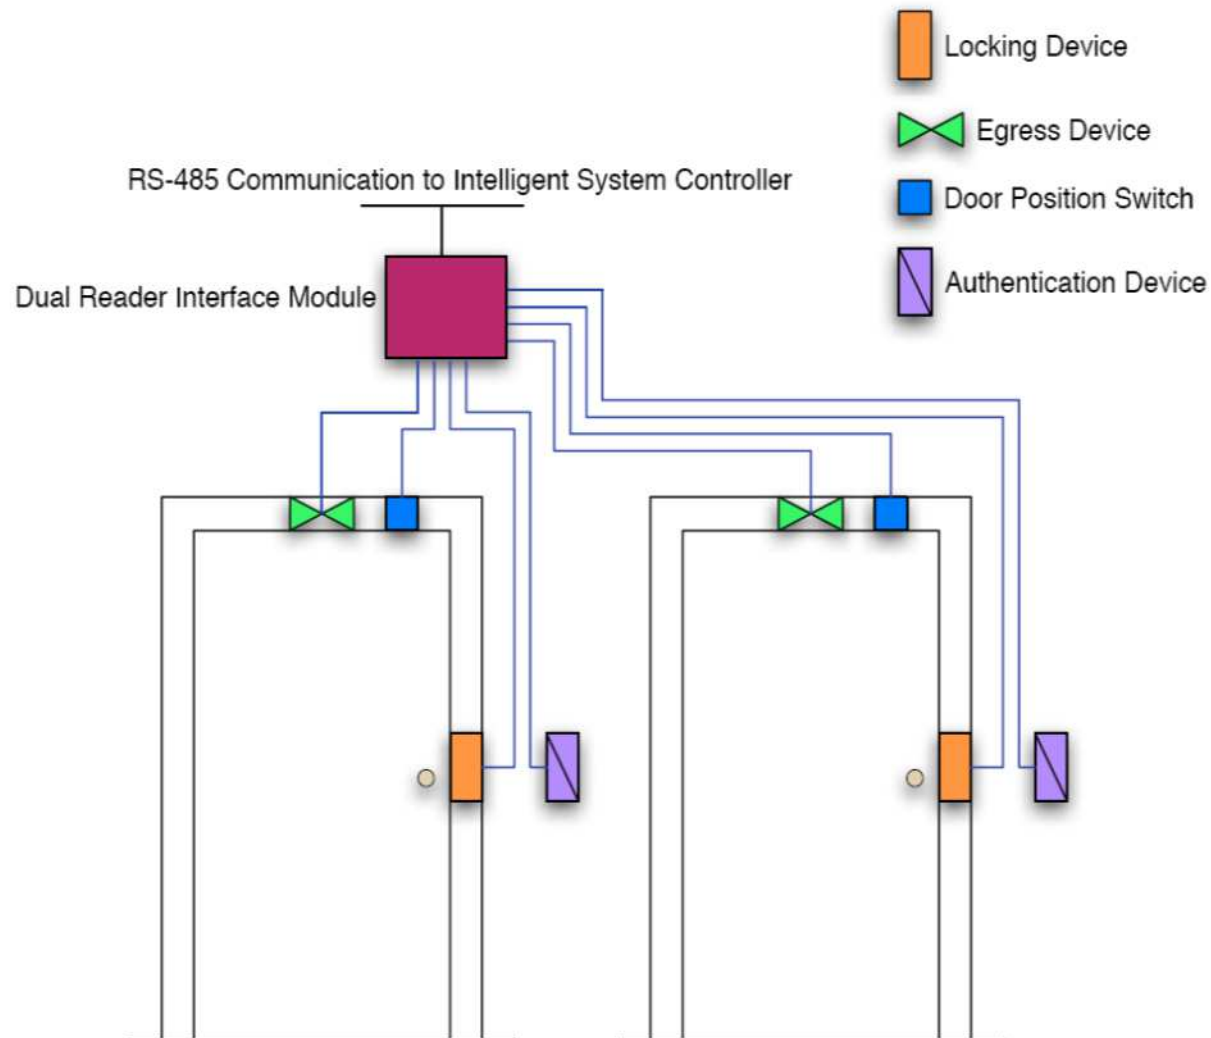 Locking Device
Egress Device
RS-485 Communication to Intelligent System Controller
Door Position Switch
Dual Reader Interface Module
Authentication Device